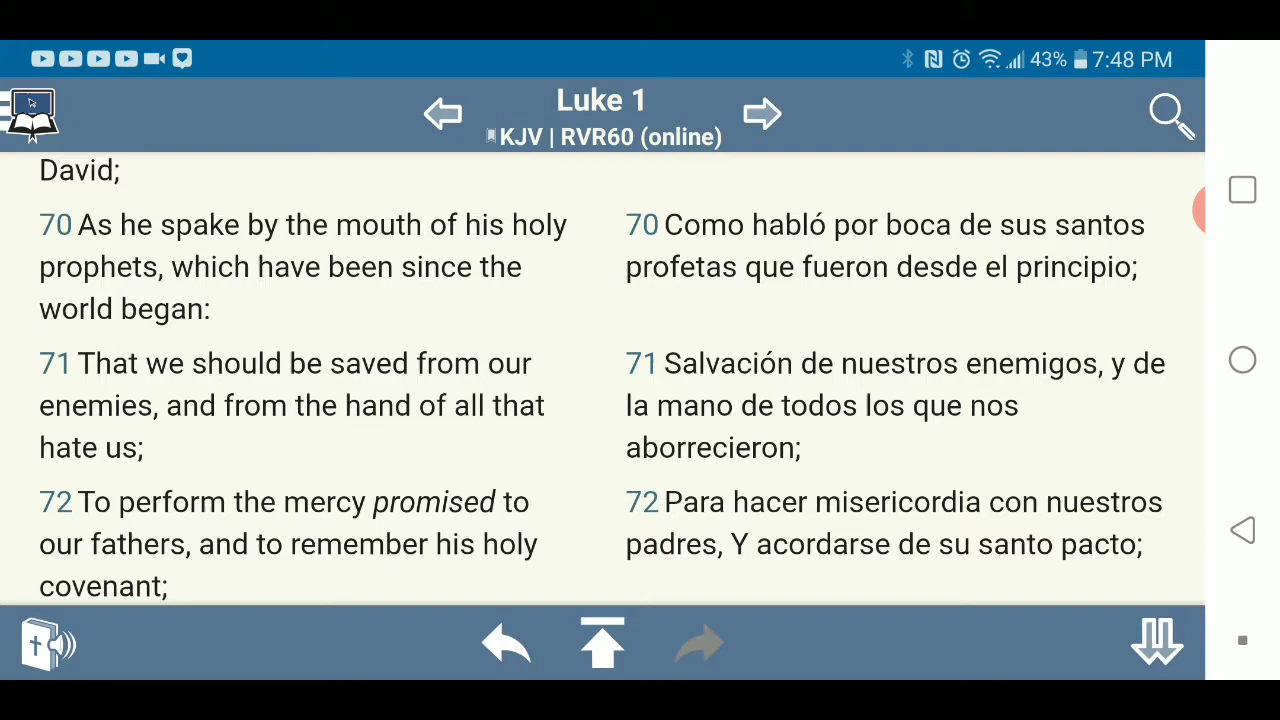 43% 7:48 PM
Luke 1
KJV | RVR60 (online)
David;
70 As he spake by the mouth of his holy
prophets, which have been since the
world began:
71 That we should be saved from our
enemies, and from the hand of all that
hate us;
72 To perform the mercy promised to
our fathers, and to remember his holy
covenant;
70 Como habló por boca de sus santos
profetas que fueron desde el principio;
71 Salvación de nuestros enemigos, y de
la mano de todos los que nos
aborrecieron;
72 Para hacer misericordia con nuestros
padres, Y acordarse de su santo pacto;